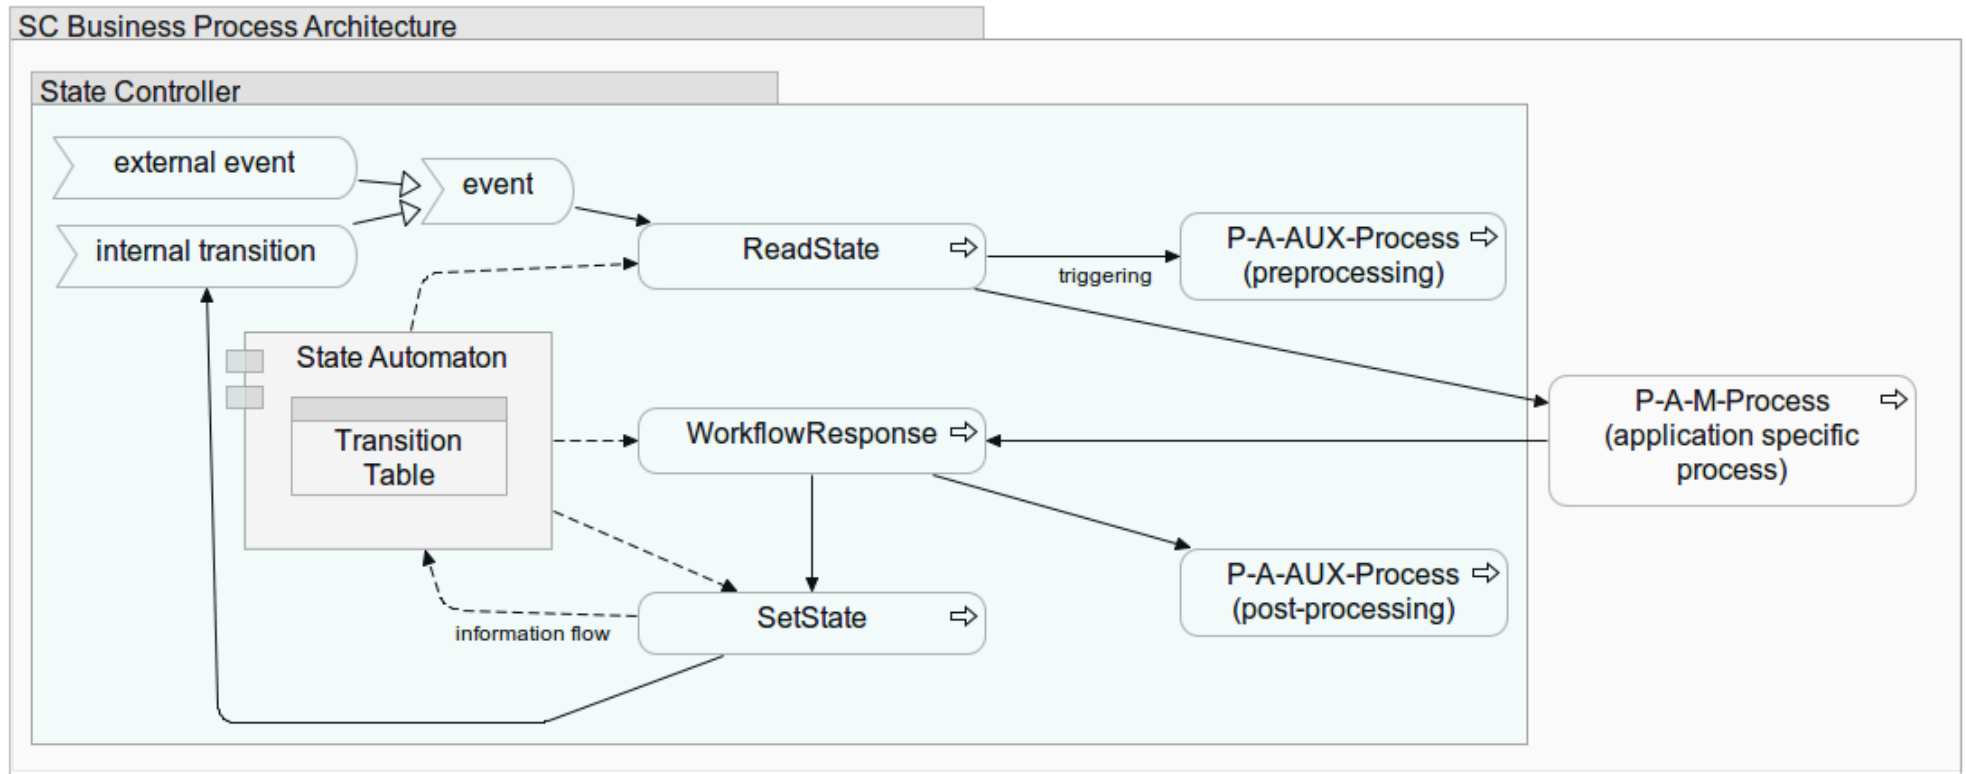 SC Business Process Architecture
State Controller
external event
event
internal transition
ReadState
triggering
P-A-AUX-Process
(preprocessing)
State Automaton
Transition
Table
WorkflowResponse
P-A-M-Process
(application specific
process)
SetState
information flow
P-A-AUX-Process
(post-processing)